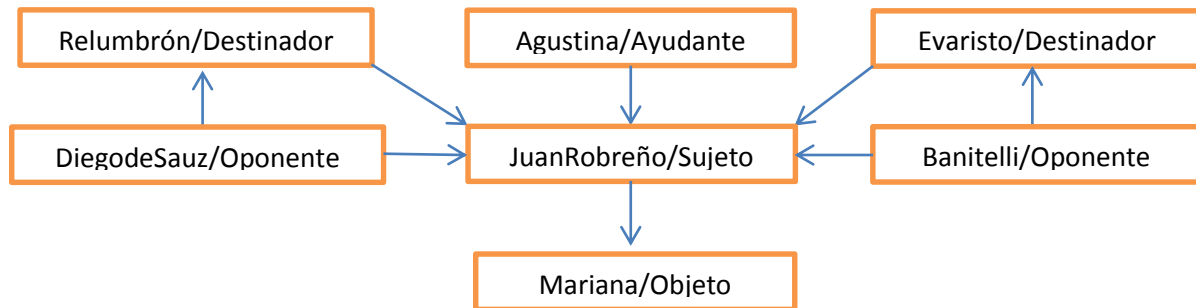 Relumbrón/Destinador
Agustina/Ayudante
Evaristo/Destinador
DiegodeSauz/Oponente
JuanRobreño/Sujeto
Banitelli/Oponente
Mariana/Objeto